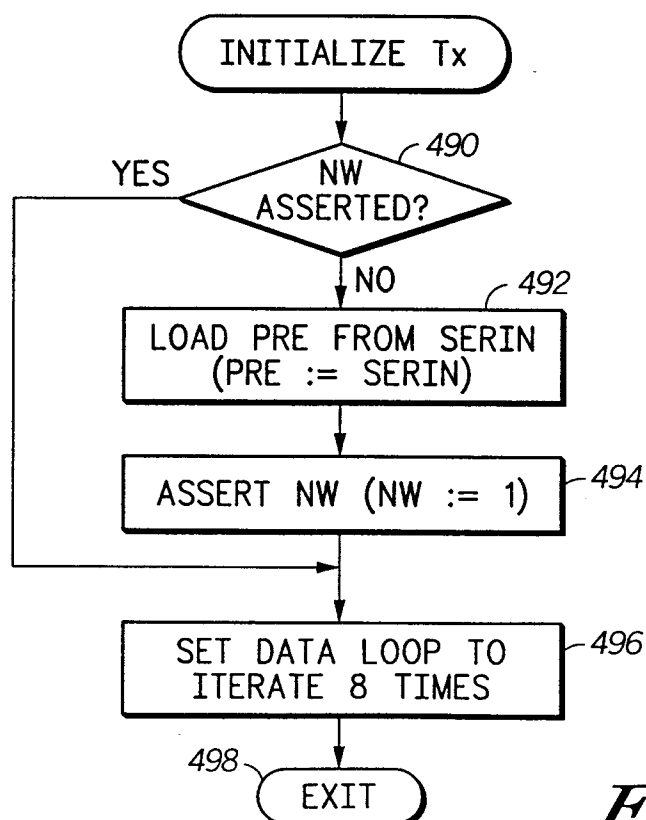 INITIALIZE Tx
490
YES
NW
ASSERTED?
NO
492
LOAD PRE FROM SERIN
(PRE := SERIN)
494
ASSERT NW (NW := 1)
496
SET DATA LOOP TO
ITERATE 8 TIMES
498
EXIT